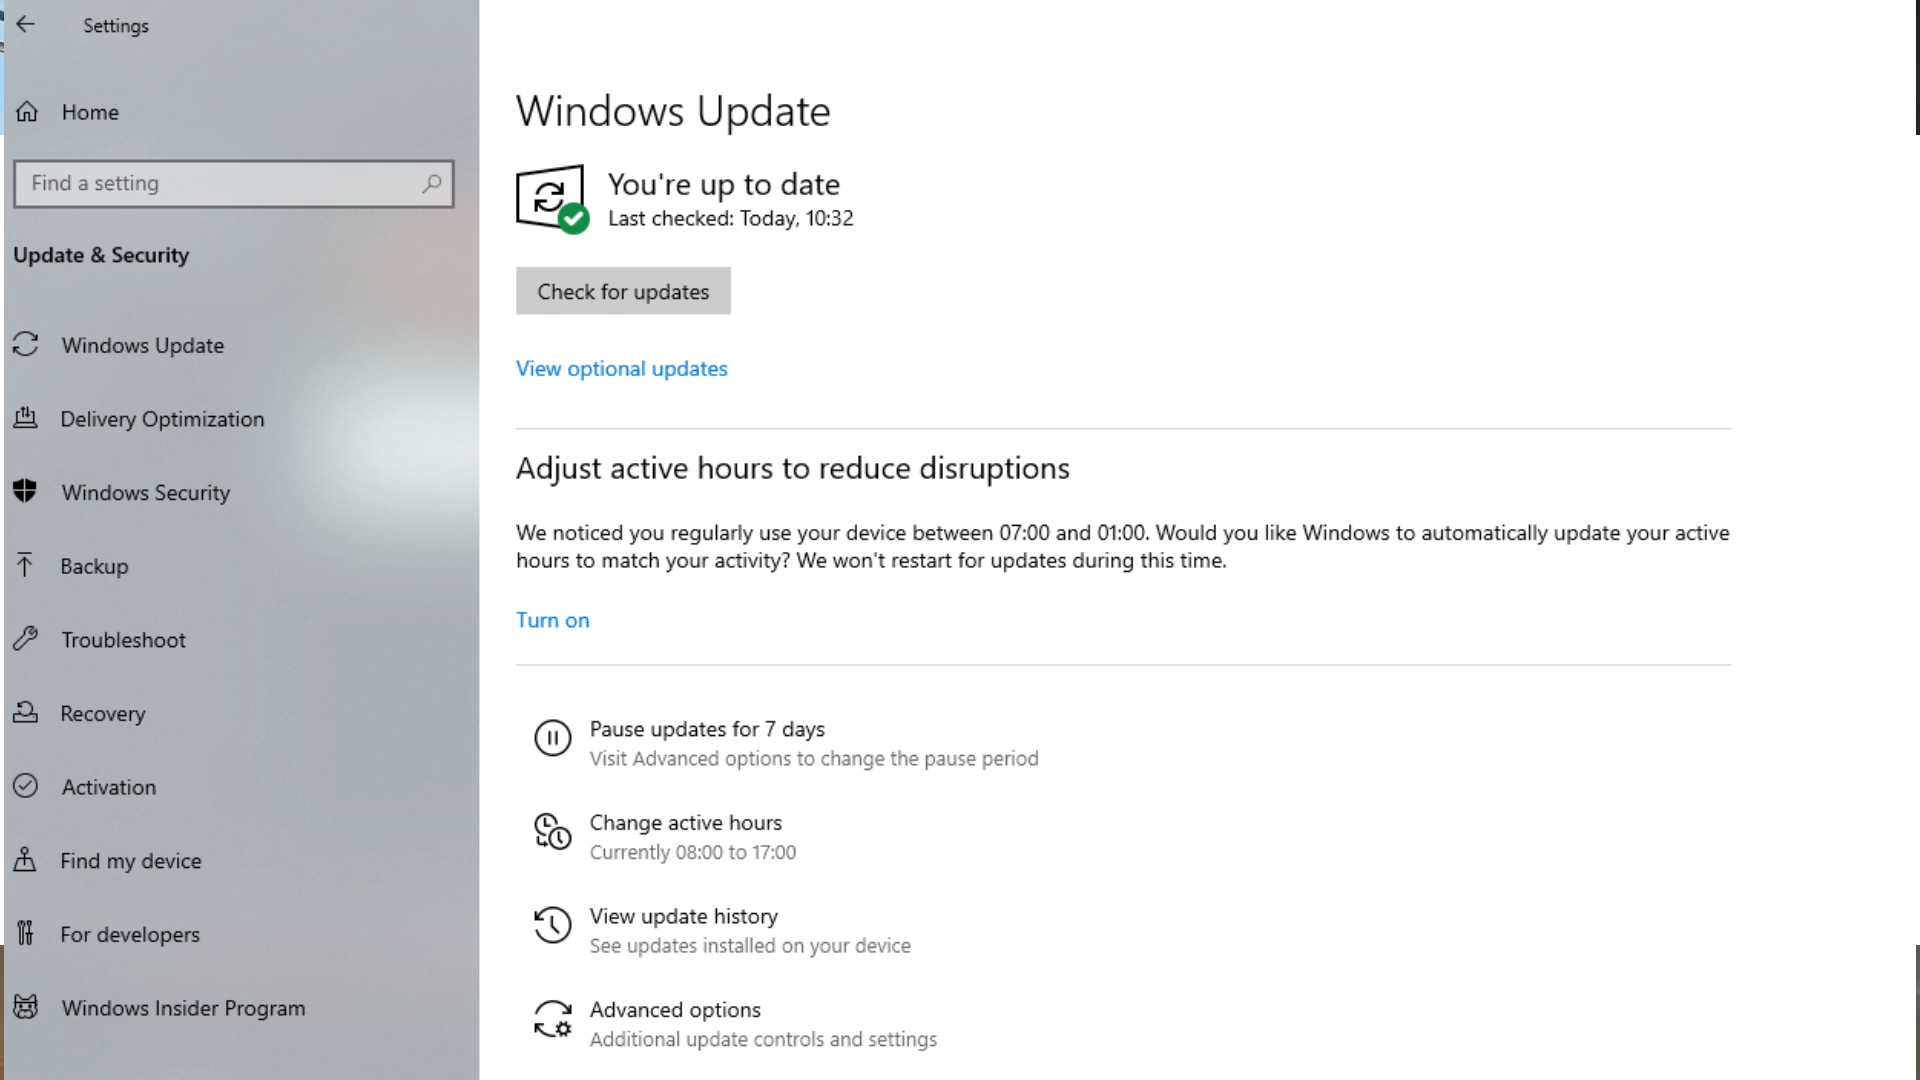 Settings
Home
Find a setting
Update & Security
Windows Update
Delivery Optimization
Windows Security
Backup
Troubleshoot
Recovery
Activation
Find my device
For developers
Windows Insider Program
Windows Update
You're up to date
Last checked: Today, 10:32
Check for updates
View optional updates
Adjust active hours to reduce disruptions
We noticed you regularly use your device between 07:00 and 01:00. Would you like Windows to automatically update your active
hours to match your activity? We won't restart for updates during this time.
Turn on
Pause updates for 7 days
Visit Advanced options to change the pause period
Change active hours
Currently 08:00 to 17:00
View update history
See updates installed on your device
Advanced options
Additional update controls and settings